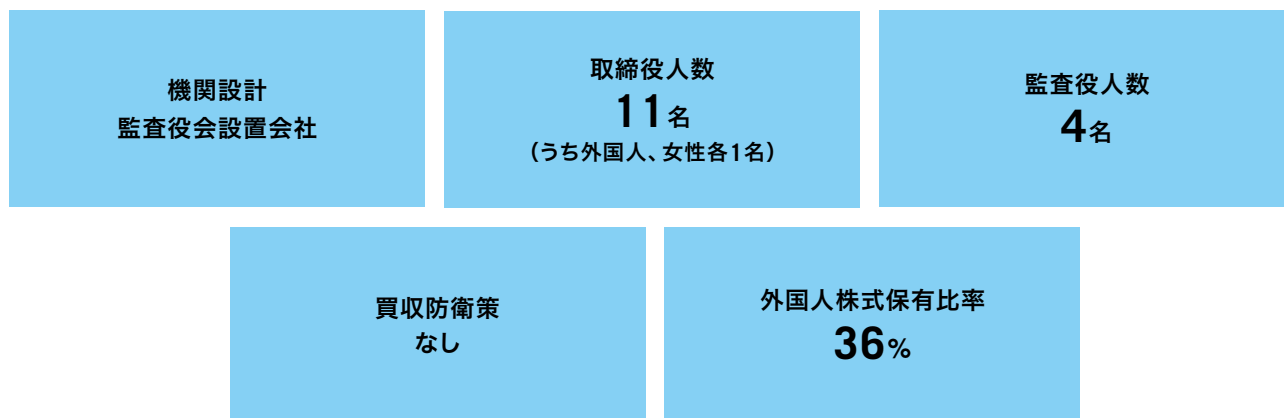 機関設計
監査役会設置会社
取締役人数
11名
(うち外国人、女性各1名)
監査役人数
4名
買収防衛策
なし
外国人株式保有比率
36%